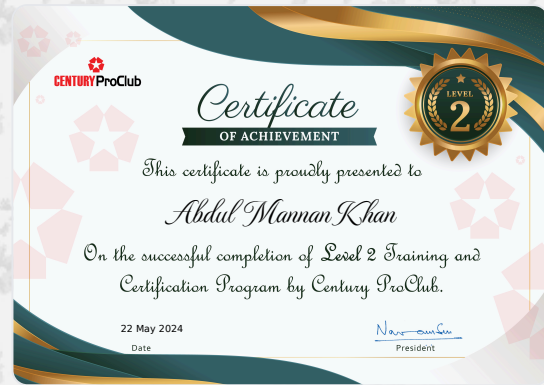 CENTURY ProClub
LEVEL
2
Certificate
OF ACHIEVEMENT
This certificate is proudly presented to
Abdul Mannan Khan
On the successful completion of Level 2 Training and
Certification Program by Century ProClub.
22 May 2024
Date
President